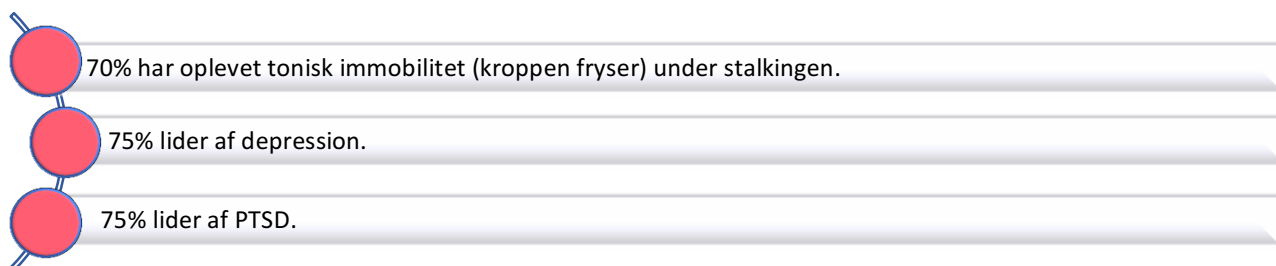 70% har oplevet tonisk immobilitet (kroppen fryser) under stalkingen.
75% lider af depression.
75% lider af PTSD.